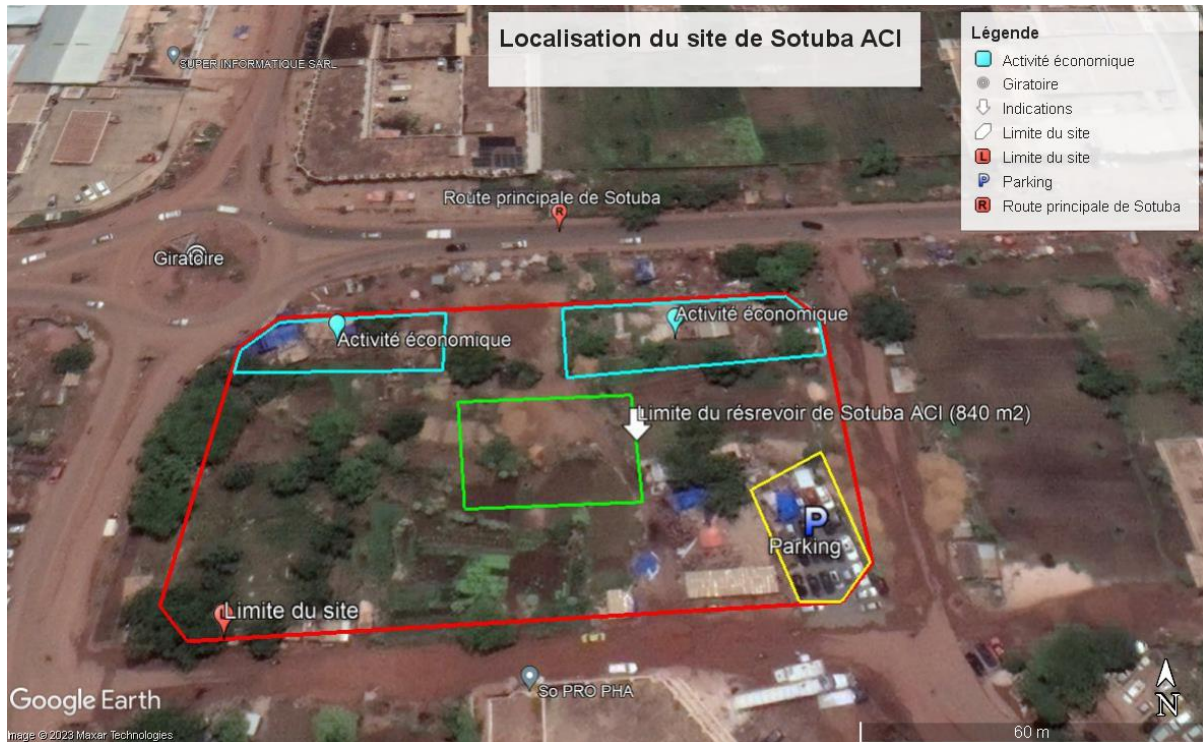 Localisation du site de Sotuba ACI
Légende
Activité économique
Giratoire
Indications
Limite du site
L Limite du site
P Parking
R Route principale de Sotuba
SUPER INFORMATIQUE SARL
Route principale de Sotuba
R
Giratoire
Activité économique
Activité économique
Limite du résrevoir de Sotuba ACI (840 m2)
P
Parking
L Limite du site
So PRO PHA
Google Earth
N
Image © 2023 Maxar Technologies
60 m